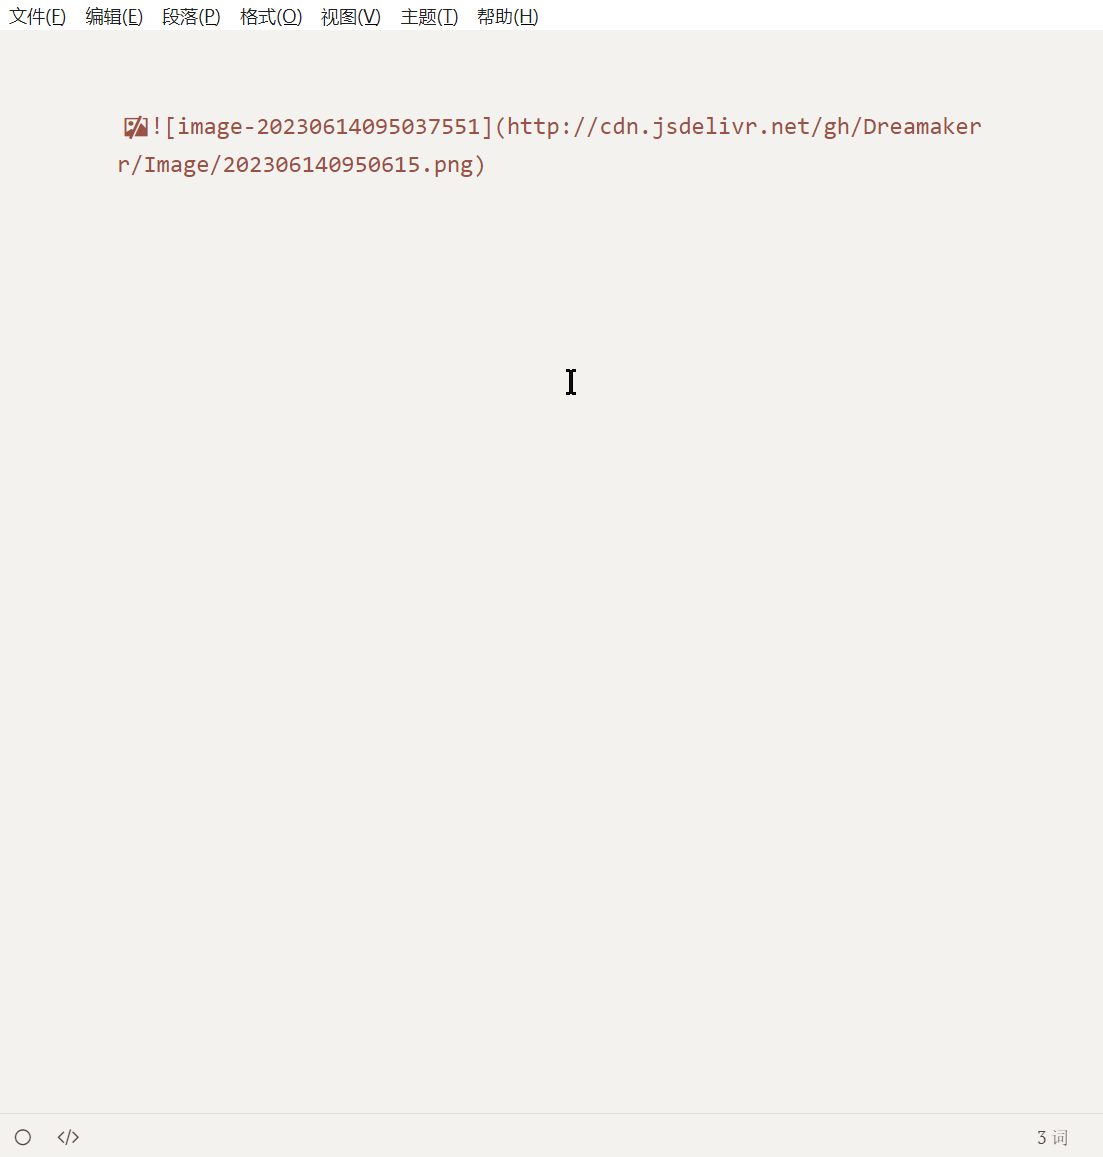 文件(F) 编辑(E) 段落(P) 格式(O) 视图(V) 主题(T) 帮助(H)
![image-20230614095037551](http://cdn.jsdelivr.net/gh/Dreamaker
r/Image/202306140950615.png)
</> 3 词